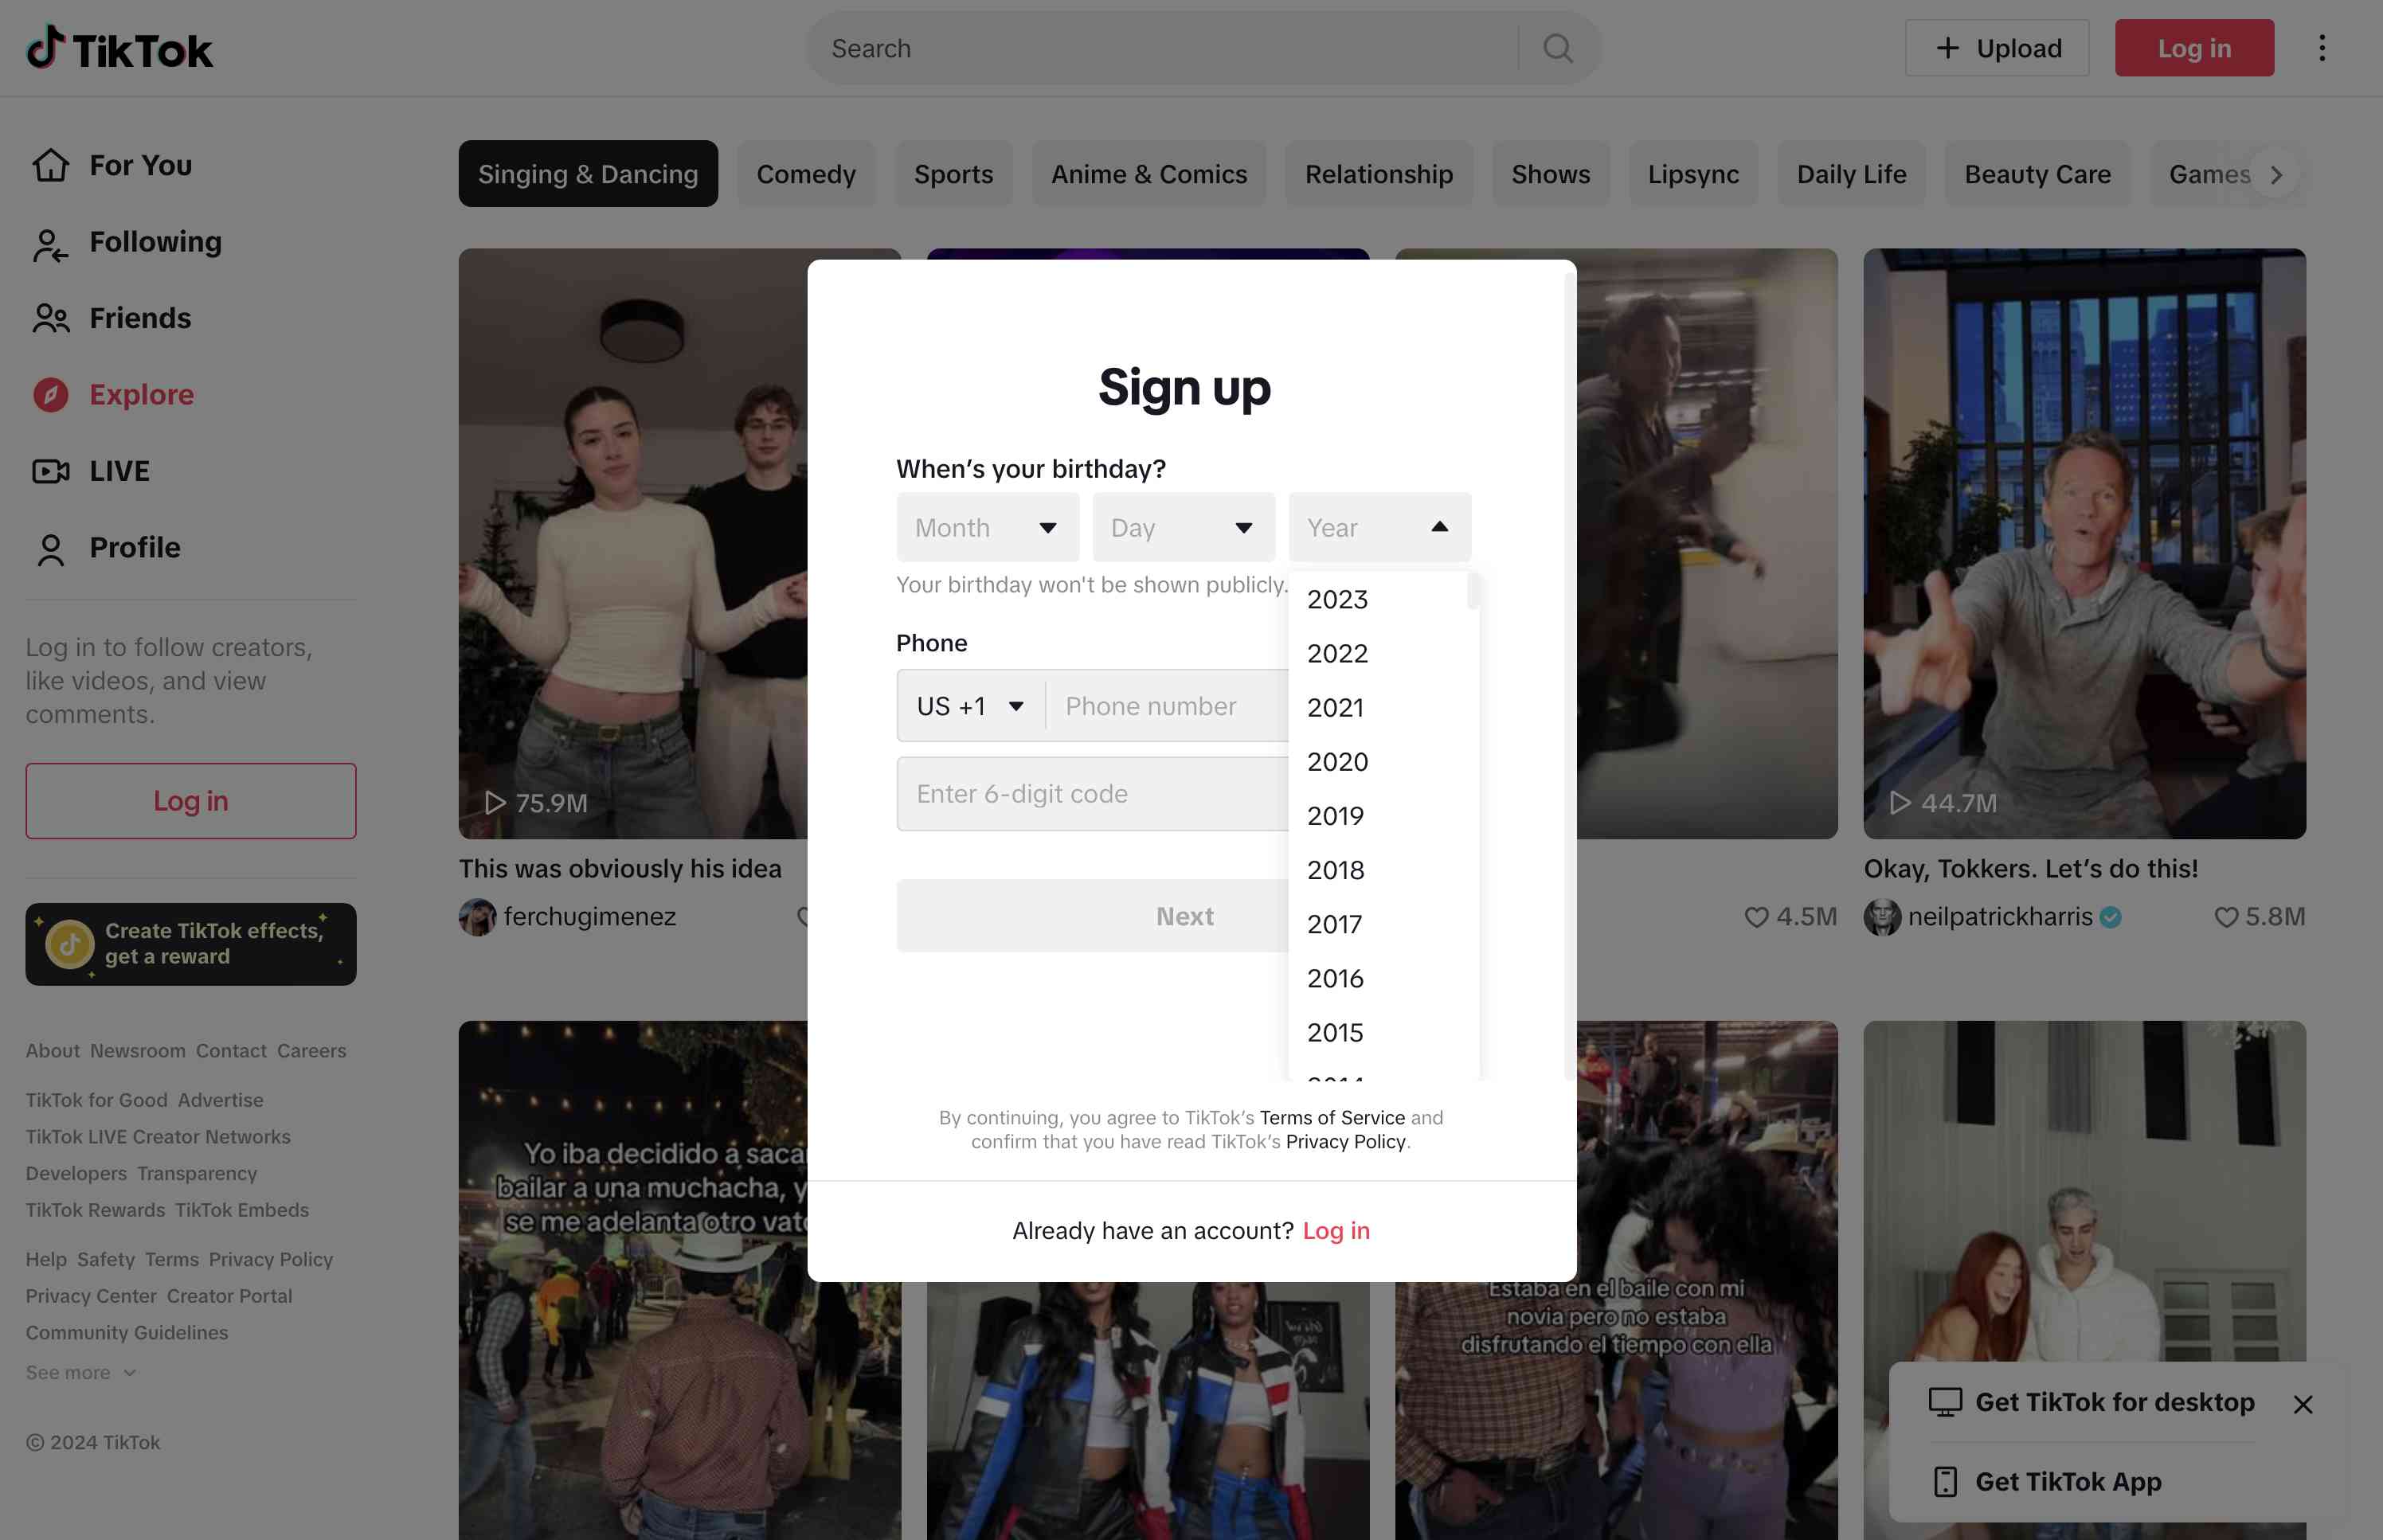 TikTok
Search
Upload
Log in
For You
Following
Friends
Explore
LIVE
Profile
Log in to follow creators,
like videos, and view
comments.
Log in
Create TikTok effects,
get a reward
About Newsroom Contact Careers
TikTok for Good Advertise
TikTok LIVE Creator Networks
Developers Transparency
TikTok Rewards TikTok Embeds
Help Safety Terms Privacy Policy
Privacy Center Creator Portal
Community Guidelines
See more
© 2024 TikTok
Singing & Dancing Comedy Sports Anime & Comics Relationship Shows Lipsync Daily Life Beauty Care Games
75.9M
This was obviously his idea
ferchugimenez
4.5M
44.7M
Okay, Tokkers. Let’s do this!
neilpatrickharris
5.8M
Sign up
When’s your birthday?
Month Day Year
Your birthday won't be shown publicly.
2023
2022
2021
2020
2019
2018
2017
2016
2015
Phone
US +1 Phone number
Enter 6-digit code
Next
By continuing, you agree to TikTok’s Terms of Service and
confirm that you have read TikTok’s Privacy Policy.
Already have an account? Log in
Yo iba decidido a saca
bailar a una muchacha, y
se me adelanta otro vato
Estaba en el baile con mi
novia pero no estaba
disfrutando el tiempo con ella
Get TikTok for desktop
Get TikTok App